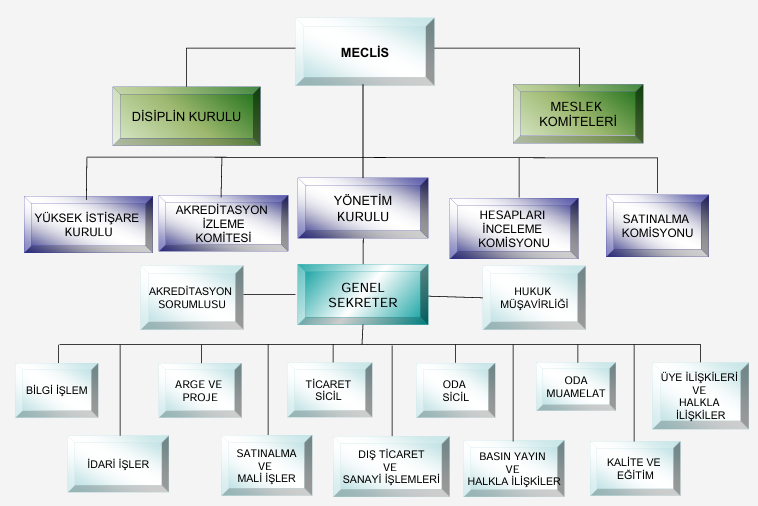 MECLİS
DİSİPLİN KURULU
MESLEK
KOMİTELERİ
YÜKSEK İSTİŞARE
KURULU
AKREDİTASYON
İZLEME
KOMİTESİ
YÖNETİM
KURULU
HESAPLARI
İNCELEME
KOMİSYONU
SATINALMA
KOMİSYONU
AKREDİTASYON
SORUMLUSU
GENEL
SEKRETER
HUKUK
MÜŞAVİRLİĞİ
BİLGİ İŞLEM
ARGE VE
PROJE
TİCARET
SİCİL
ODA
SİCİL
ODA
MUAMELAT
ÜYE İLİŞKİLERİ
VE
HALKLA
İLİŞKİLER
İDARİ İŞLER
SATINALMA
VE
MALİ İŞLER
DIŞ TİCARET
VE
SANAYİ İŞLEMLERİ
BASIN YAYIN
VE
HALKLA İLİŞKİLER
KALİTE VE
EĞİTİM